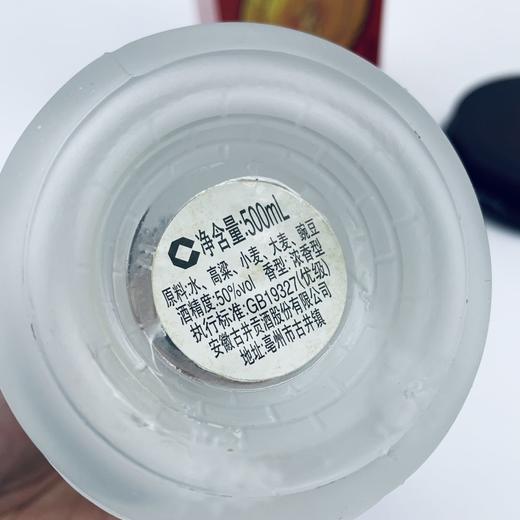 净含量:500mL
原料:水、高粱、小麦、大麦、豌豆
酒精度:50%vol 香型:浓香型
执行标准:GB19327(优级)
安徽古井贡酒股份有限公司
地址:亳州市古井镇